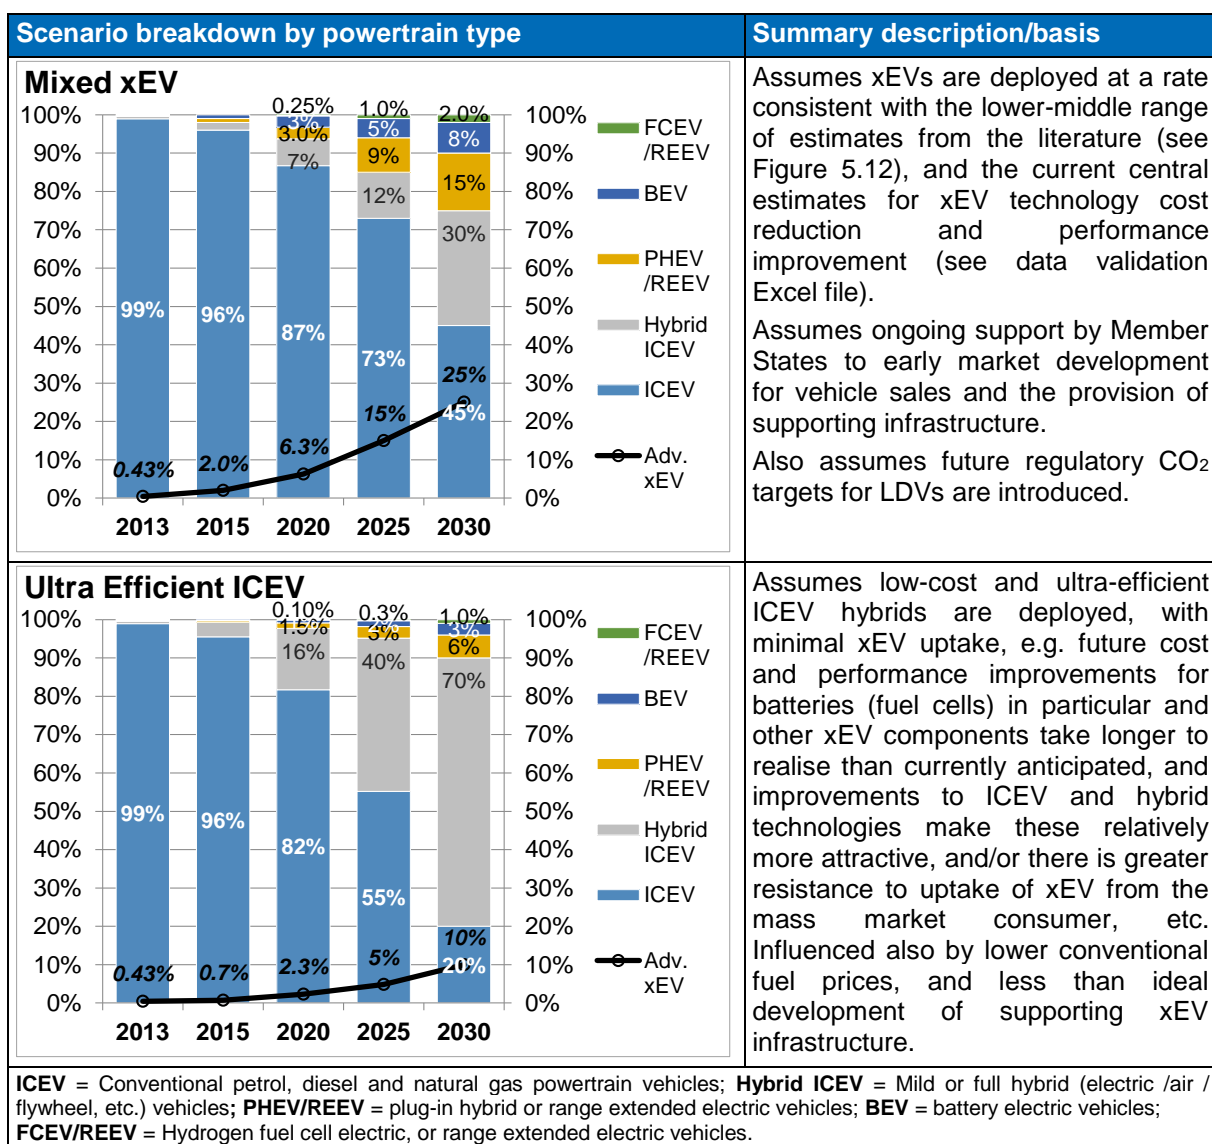 Scenario breakdown by powertrain type
Summary description/basis
Mixed xEV
100%
90%
80%
70%
60%
50%
40%
30%
20%
10%
0%
0.25%
1.0%
2.0%
3%
5%
8%
3.0%
9%
15%
7%
12%
30%
99%
96%
87%
73%
45%
0.43%
2.0%
6.3%
15%
25%
2013 2015 2020 2025 2030
100%
90%
80%
70%
60%
50%
40%
30%
20%
10%
0%
FCEV
/REEV
BEV
PHEV
/REEV
Hybrid
ICEV
ICEV
Adv.
xEV
Assumes xEVs are deployed at a rate
consistent with the lower-middle range
of estimates from the literature (see
Figure 5.12), and the current central
estimates for xEV technology cost
reduction and performance
improvement (see data validation
Excel file).
Assumes ongoing support by Member
States to early market development
for vehicle sales and the provision of
supporting infrastructure.
Also assumes future regulatory CO2
targets for LDVs are introduced.
Ultra Efficient ICEV
100%
90%
80%
70%
60%
50%
40%
30%
20%
10%
0%
0.10%
0.3%
1.0%
3%
1.5%
3%
6%
16%
40%
70%
99%
96%
82%
55%
20%
0.43%
0.7%
2.3%
5%
10%
2013 2015 2020 2025 2030
100%
90%
80%
70%
60%
50%
40%
30%
20%
10%
0%
FCEV
/REEV
BEV
PHEV
/REEV
Hybrid
ICEV
ICEV
Adv.
xEV
Assumes low-cost and ultra-efficient
ICEV hybrids are deployed, with
minimal xEV uptake, e.g. future cost
and performance improvements for
batteries (fuel cells) in particular and
other xEV components take longer to
realise than currently anticipated, and
improvements to ICEV and hybrid
technologies make these relatively
more attractive, and/or there is greater
resistance to uptake of xEV from the
mass market consumer, etc.
Influenced also by lower conventional
fuel prices, and less than ideal
development of supporting xEV
infrastructure.
ICEV = Conventional petrol, diesel and natural gas powertrain vehicles; Hybrid ICEV = Mild or full hybrid (electric /air /
flywheel, etc.) vehicles; PHEV/REEV = plug-in hybrid or range extended electric vehicles; BEV = battery electric vehicles;
FCEV/REEV = Hydrogen fuel cell electric, or range extended electric vehicles.